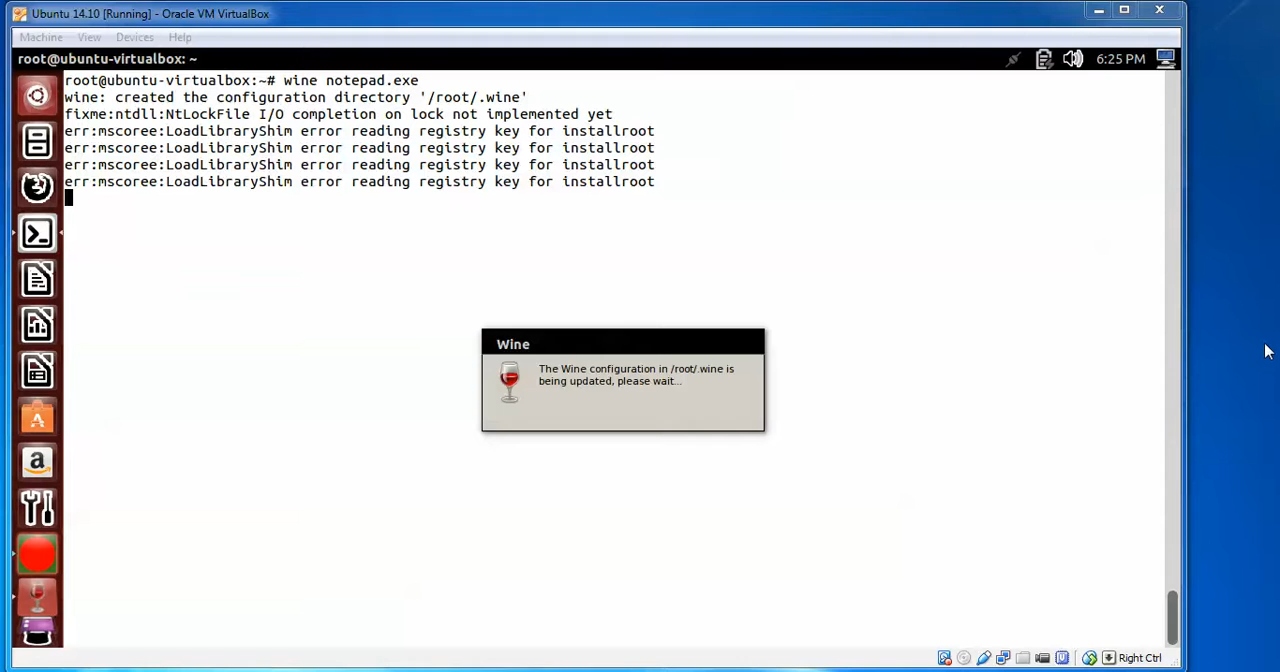 Ubuntu 14.10 [Running] - Oracle VM VirtualBox
Machine View Devices Help
root@ubuntu-virtualbox: ~
6:25 PM
root@ubuntu-virtualbox:~# wine notepad.exe
wine: created the configuration directory '/root/.wine'
fixme:ntdll:NtLockFile I/O completion on lock not implemented yet
err:mscoree:LoadLibraryShim error reading registry key for installroot
err:mscoree:LoadLibraryShim error reading registry key for installroot
err:mscoree:LoadLibraryShim error reading registry key for installroot
err:mscoree:LoadLibraryShim error reading registry key for installroot
Wine
The Wine configuration in /root/.wine is
being updated, please wait...
Right Ctrl